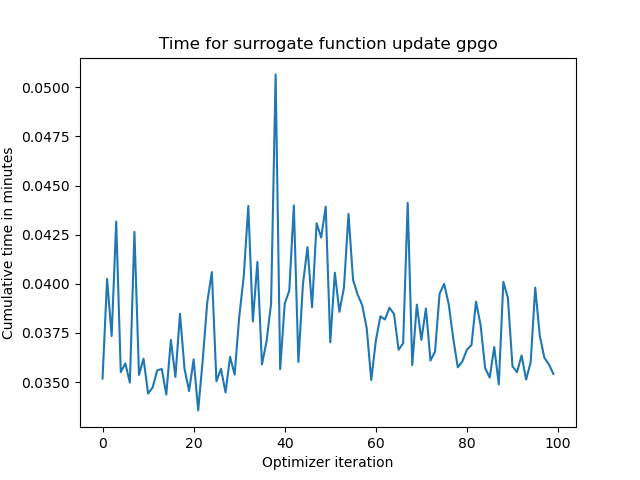 Time for surrogate function update gpgo
Cumulative time in minutes
0.0500
0.0475
0.0450
0.0425
0.0400
0.0375
0.0350
0 20 40 60 80 100
Optimizer iteration